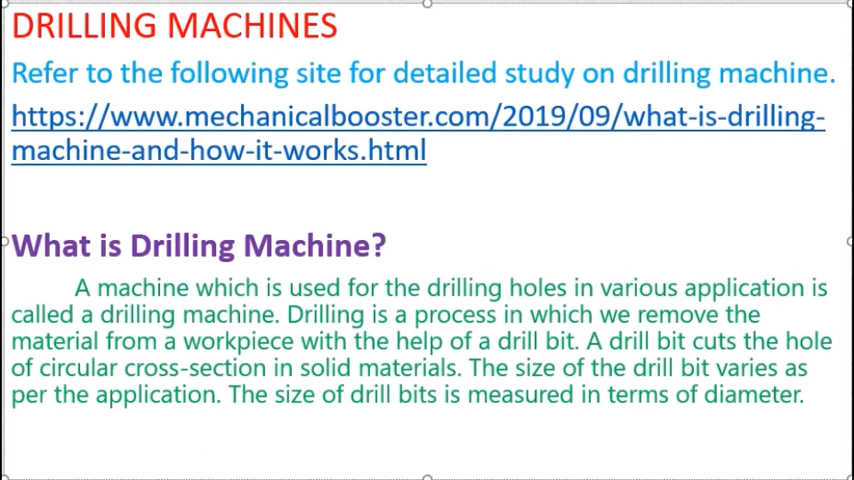 DRILLING MACHINES
Refer to the following site for detailed study on drilling machine.
https://www.mechanicalbooster.com/2019/09/what-is-drilling-
machine-and-how-it-works.html
What is Drilling Machine?
A machine which is used for the drilling holes in various application is
called a drilling machine. Drilling is a process in which we remove the
material from a workpiece with the help of a drill bit. A drill bit cuts the hole
of circular cross-section in solid materials. The size of the drill bit varies as
per the application. The size of drill bits is measured in terms of diameter.